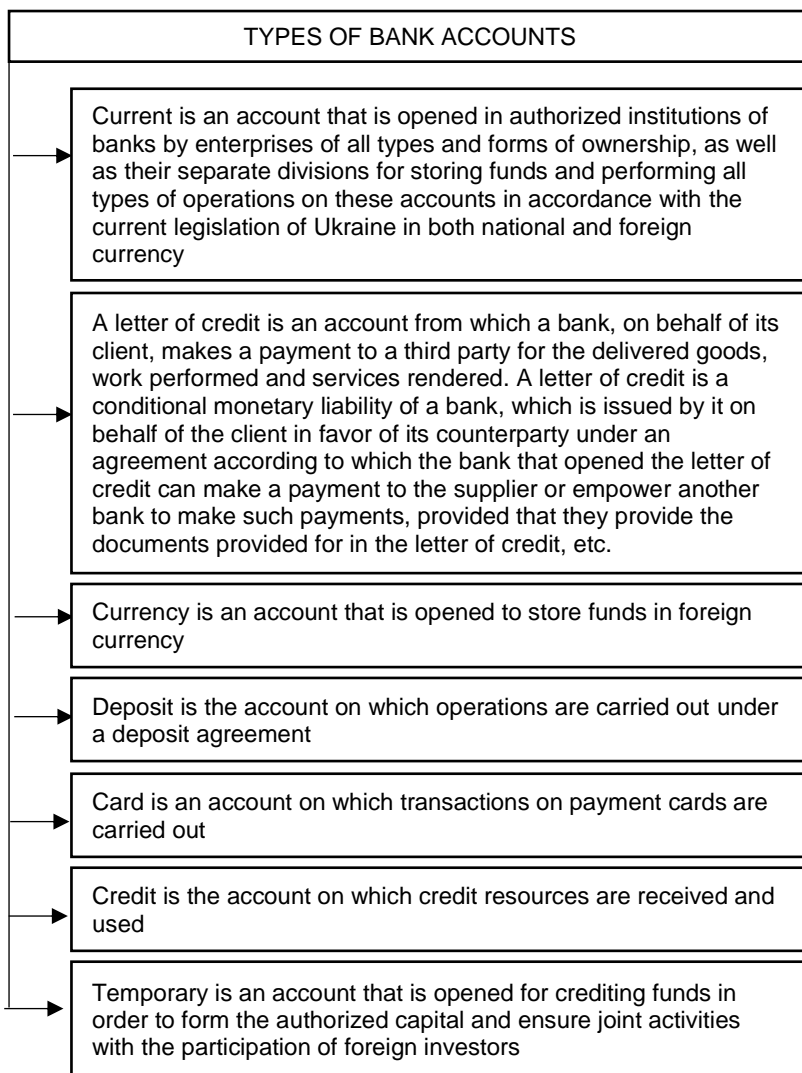 TYPES OF BANK ACCOUNTS
Current is an account that is opened in authorized institutions of
banks by enterprises of all types and forms of ownership, as well
as their separate divisions for storing funds and performing all
types of operations on these accounts in accordance with the
current legislation of Ukraine in both national and foreign
currency
A letter of credit is an account from which a bank, on behalf of its
client, makes a payment to a third party for the delivered goods,
work performed and services rendered. A letter of credit is a
conditional monetary liability of a bank, which is issued by it on
behalf of the client in favor of its counterparty under an
agreement according to which the bank that opened the letter of
credit can make a payment to the supplier or empower another
bank to make such payments, provided that they provide the
documents provided for in the letter of credit, etc.
Currency is an account that is opened to store funds in foreign
currency
Deposit is the account on which operations are carried out under
a deposit agreement
Card is an account on which transactions on payment cards are
carried out
Credit is the account on which credit resources are received and
used
Temporary is an account that is opened for crediting funds in
order to form the authorized capital and ensure joint activities
with the participation of foreign investors